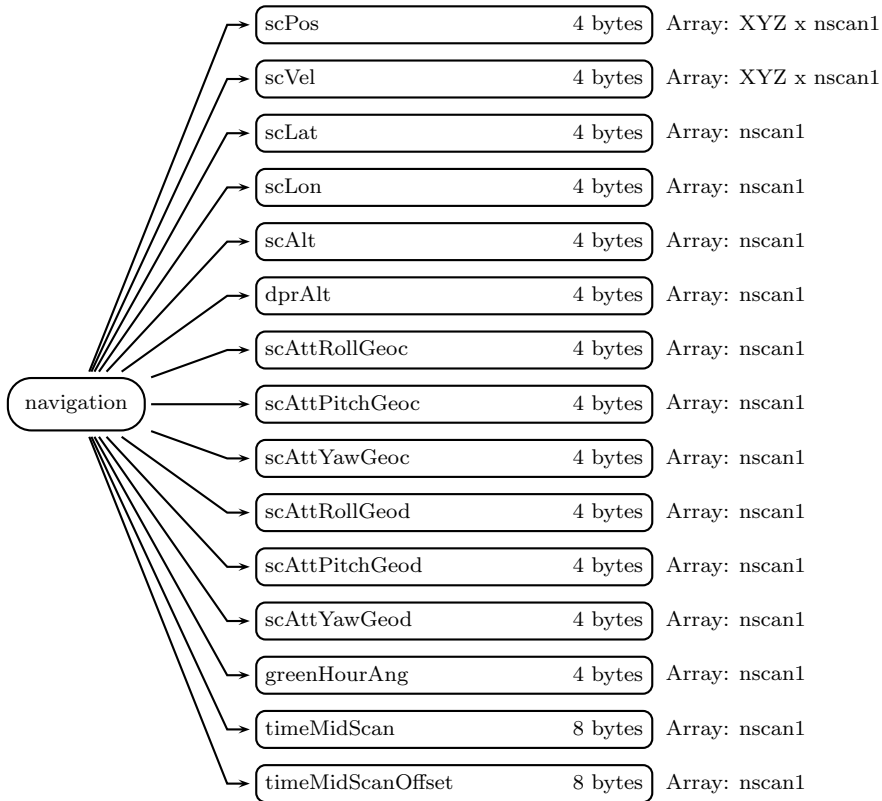 scPos 4 bytes Array: XYZ x nscan1
scVel 4 bytes Array: XYZ x nscan1
scLat 4 bytes Array: nscan1
scLon 4 bytes Array: nscan1
scAlt 4 bytes Array: nscan1
dprAlt 4 bytes Array: nscan1
scAttRollGeoc 4 bytes Array: nscan1
navigation scAttPitchGeoc 4 bytes Array: nscan1
scAttYawGeoc 4 bytes Array: nscan1
scAttRollGeod 4 bytes Array: nscan1
scAttPitchGeod 4 bytes Array: nscan1
scAttYawGeod 4 bytes Array: nscan1
greenHourAng 4 bytes Array: nscan1
timeMidScan 8 bytes Array: nscan1
timeMidScanOffset 8 bytes Array: nscan1